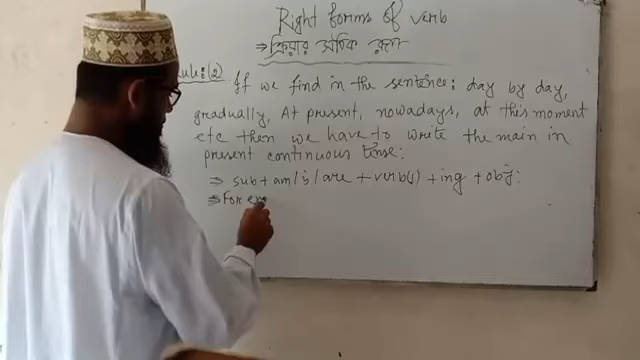 Right forms of verb
⇒ ক্রিয়ার সঠিক রূপ
Rule:(2) If we find in the sentence: day by day,
gradually, At present, nowadays, at this moment
etc then we have to write the main in
present continuous tense:
⇒ sub + am/is/are + verb(1) + ing + obj:
⇒ For exa